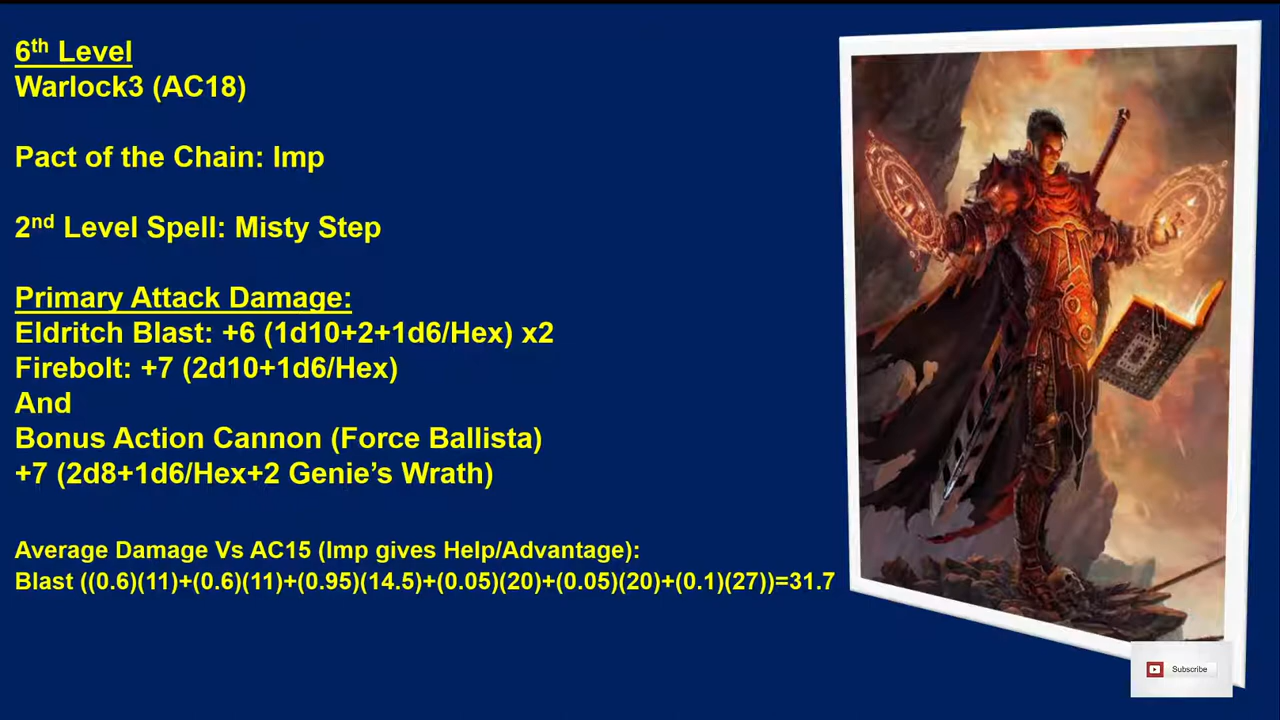 6th Level
Warlock3 (AC18)
Pact of the Chain: Imp
2nd Level Spell: Misty Step
Primary Attack Damage:
Eldritch Blast: +6 (1d10+2+1d6/Hex) x2
Firebolt: +7 (2d10+1d6/Hex)
And
Bonus Action Cannon (Force Ballista)
+7 (2d8+1d6/Hex+2 Genie’s Wrath)
Average Damage Vs AC15 (Imp gives Help/Advantage):
Blast ((0.6)(11)+(0.6)(11)+(0.95)(14.5)+(0.05)(20)+(0.05)(20)+(0.1)(27))=31.7
Subscribe